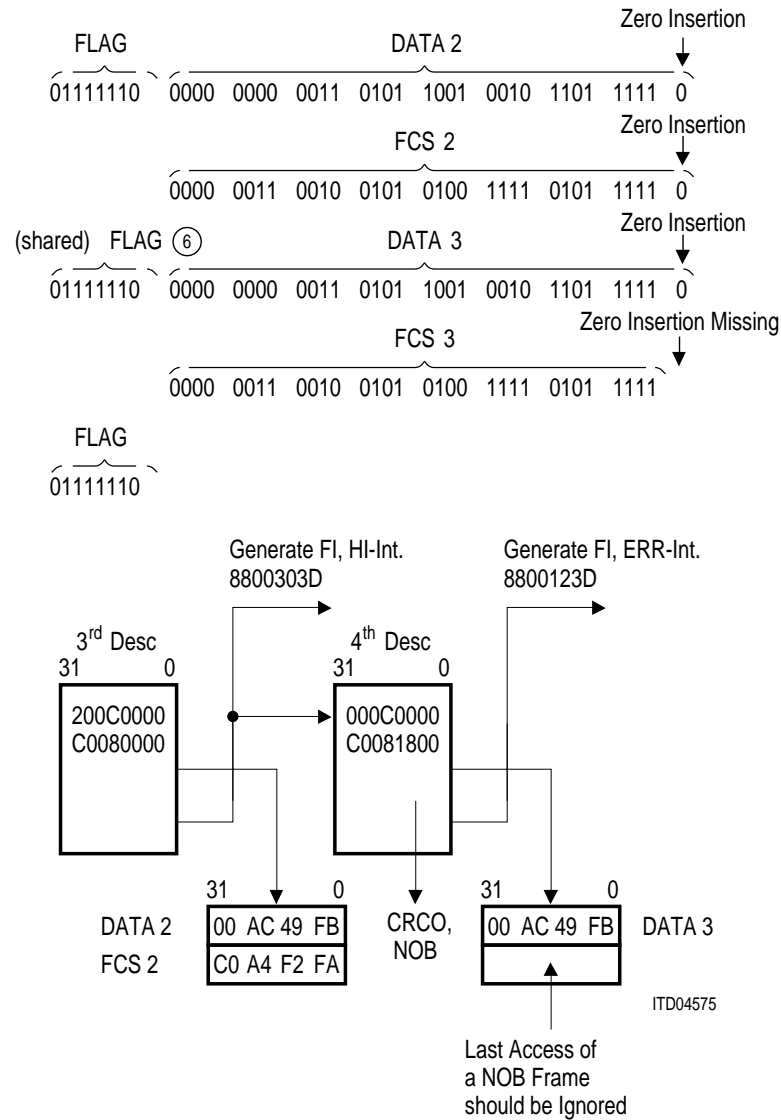 Zero Insertion
FLAG DATA 2
01111110 0000 0000 0011 0101 1001 0010 1101 1111 0
Zero Insertion
FCS 2
0000 0011 0010 0101 0100 1111 0101 1111 0
Zero Insertion
(shared) FLAG 6 DATA 3
01111110 0000 0000 0011 0101 1001 0010 1101 1111 0
Zero Insertion Missing
FCS 3
0000 0011 0010 0101 0100 1111 0101 1111
FLAG
01111110
Generate FI, HI-Int. Generate FI, ERR-Int.
8800303D 8800123D
3rd Desc 4th Desc
31 0 31 0
200C0000 000C0000
C0080000 C0081800
31 0 31 0
DATA 2 00 AC 49 FB CRCO, 00 AC 49 FB DATA 3
FCS 2 C0 A4 F2 FA NOB
ITD04575
Last Access of
a NOB Frame
should be Ignored